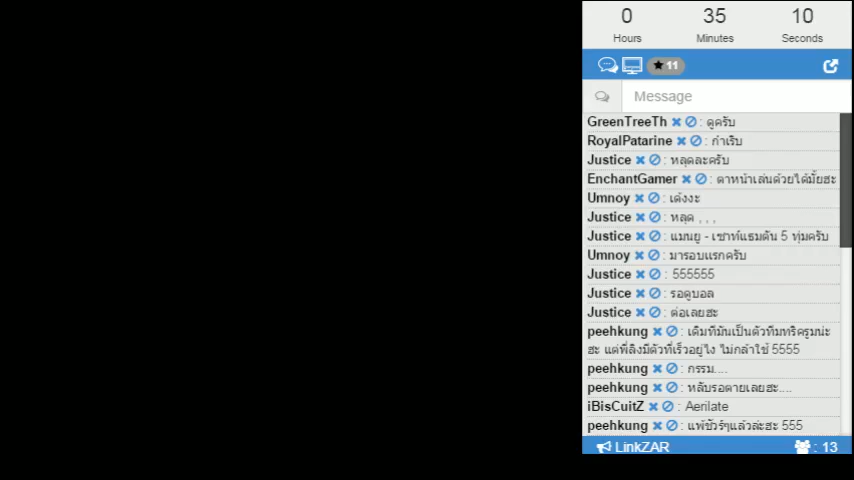 0 35 10
Hours Minutes Seconds
11
Message
GreenTreeTh : ดูครับ
RoyalPatarine : กำเริบ
Justice : หลุดละครับ
EnchantGamer : ตาหน้าเล่นด้วยได้มั้ยฮะ
Umnoy : เด้งงะ
Justice : หลุด , , ,
Justice : แมนยู - เซาท์แธมตัน 5 ทุ่มครับ
Umnoy : มารอบแรกครับ
Justice : 555555
Justice : รอดูบอล
Justice : ต่อเลยฮะ
peehkung : เดิมทีมันเป็นตัวทีมทริครูมน่ะ
ฮะ แต่พี่ลิงมีตัวที่เร็วอยู่ไง ไม่กล้าใช้ 5555
peehkung : กรรม....
peehkung : หลับรอตายเลยฮะ....
iBisCuitZ : Aerilate
peehkung : แพ้ชัวร์ๆแล้วล่ะฮะ 555
LinkZAR : 13